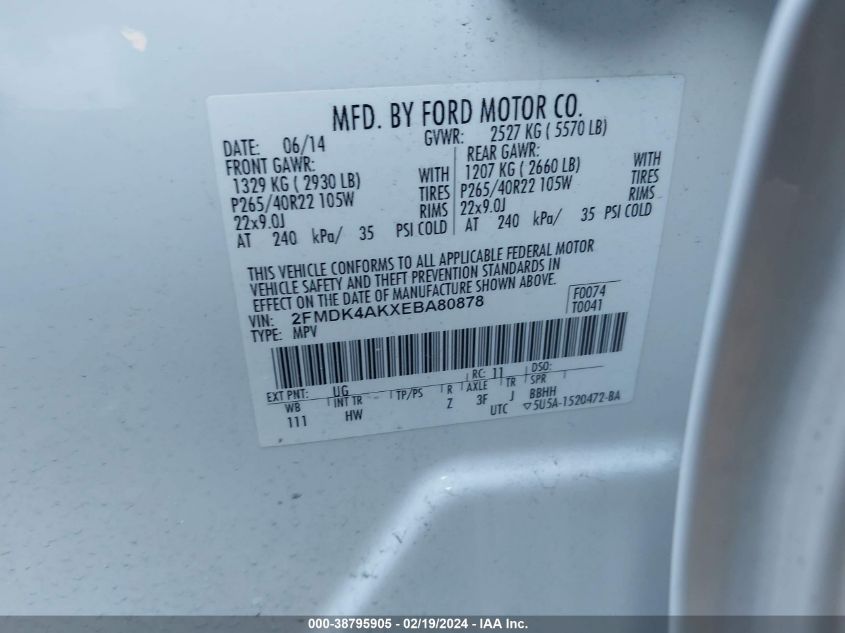 MFD. BY FORD MOTOR CO.
DATE: 06/14 GVWR: 2527 KG ( 5570 LB)
FRONT GAWR: REAR GAWR:
1329 KG ( 2930 LB) WITH 1207 KG ( 2660 LB) WITH
P265/40R22 105W TIRES P265/40R22 105W TIRES
22x9.0J RIMS 22x9.0J RIMS
AT 240 kPa/ 35 PSI COLD AT 240 kPa/ 35 PSI COLD
THIS VEHICLE CONFORMS TO ALL APPLICABLE FEDERAL MOTOR
VEHICLE SAFETY AND THEFT PREVENTION STANDARDS IN
EFFECT ON THE DATE OF MANUFACTURE SHOWN ABOVE.
VIN: 2FMDK4AKXEBA80878 F0074
TYPE: MPV T0041
EXT PNT: UG RC: 11 DSO:
WB INT TR TP/PS R AXLE TR SPR
111 HW Z 3F J BBHH
UTC ▽5U5A-1520472-BA
000-38795905 - 02/19/2024 - IAA Inc.